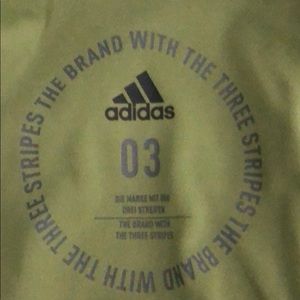 THE BRAND WITH THE THREE STRIPES THE BRAND WITH THE THREE STRIPES
adidas
03
DIE MARKE MIT DEN
DREI STREIFEN
THE BRAND WITH
THE THREE STRIPES